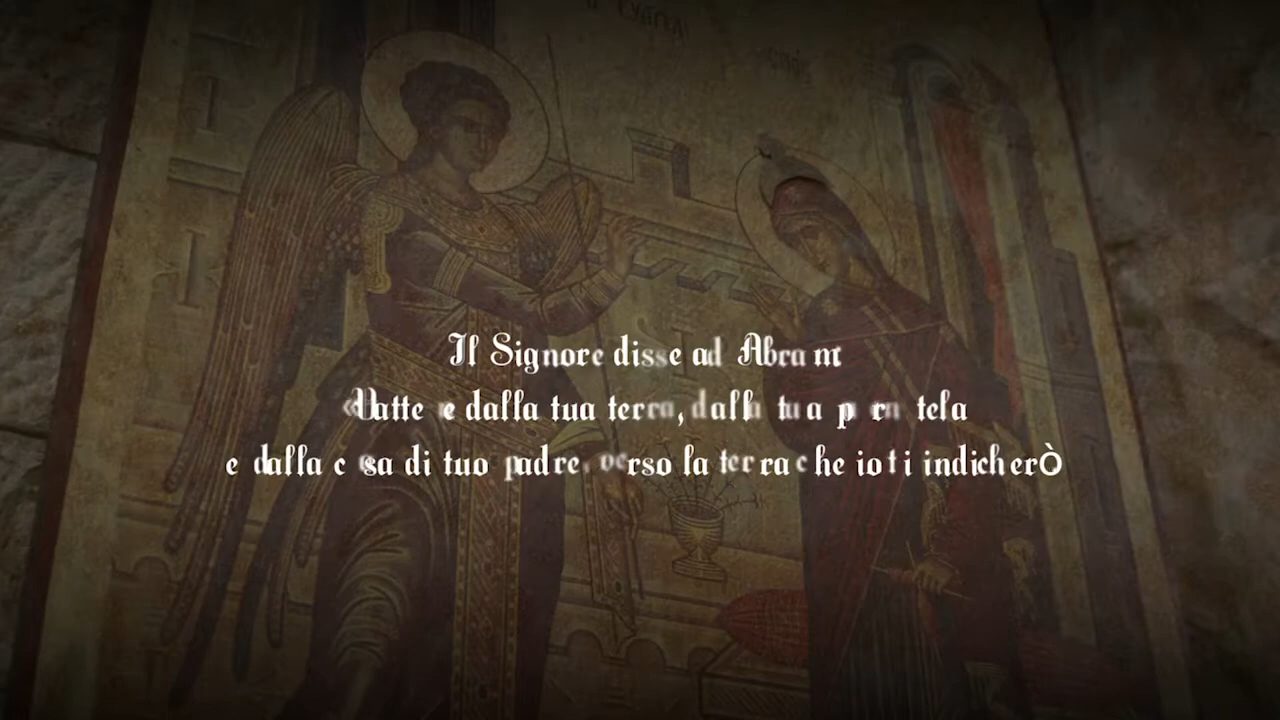 Il Signore disse ad Abram
«Vattene dalla tua terra, dalla tua parentela
e dalla casa di tuo padre, verso la terra che io ti indicherò